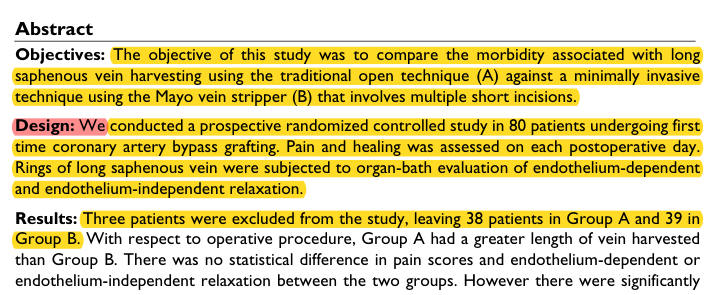 Abstract
Objectives: The objective of this study was to compare the morbidity associated with long
saphenous vein harvesting using the traditional open technique (A) against a minimally invasive
technique using the Mayo vein stripper (B) that involves multiple short incisions.
Design: We conducted a prospective randomized controlled study in 80 patients undergoing first
time coronary artery bypass grafting. Pain and healing was assessed on each postoperative day.
Rings of long saphenous vein were subjected to organ-bath evaluation of endothelium-dependent
and endothelium-independent relaxation.
Results: Three patients were excluded from the study, leaving 38 patients in Group A and 39 in
Group B. With respect to operative procedure, Group A had a greater length of vein harvested
than Group B. There was no statistical difference in pain scores and endothelium-dependent or
endothelium-independent relaxation between the two groups. However there were significantly